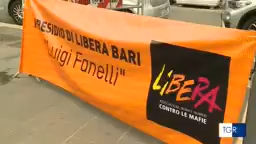 PRESIDIO DI LIBERA BARI
"Luigi Fanelli"
LIBERA
CONTRO LE MAFIE
TGR